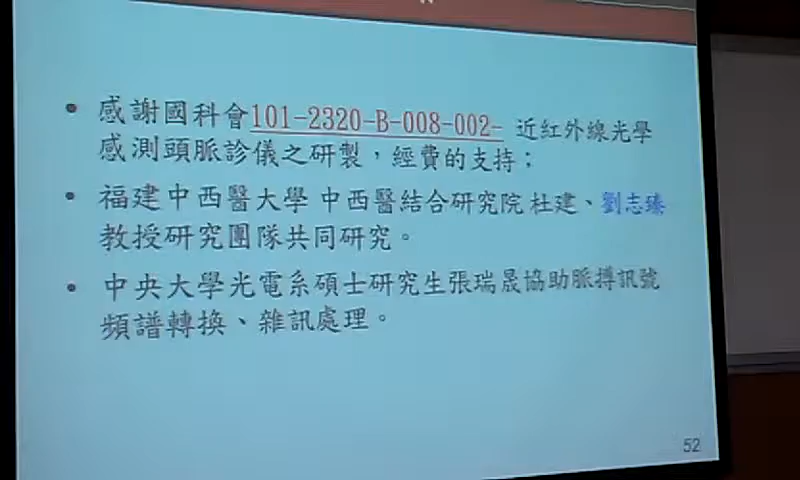 • 感謝國科會101-2320-B-008-002- 近紅外線光學
感測頭脈診儀之研製，經費的支持；
• 福建中西醫大學 中西醫結合研究院 杜建、劉志臻
教授研究團隊共同研究。
• 中央大學光電系碩士研究生張瑞晟協助脈搏訊號
頻譜轉換、雜訊處理。
52